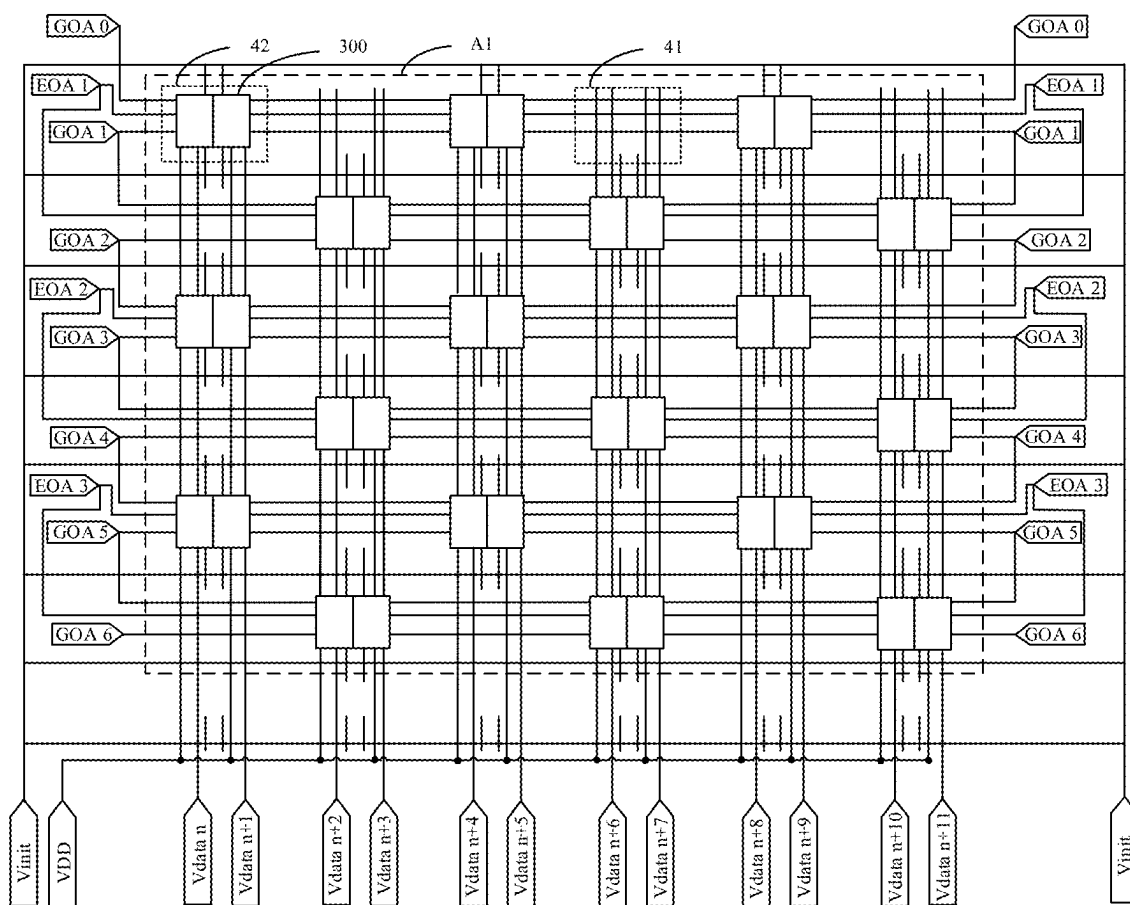 GOA 0
42
300
A1
41
GOA 0
EOA 1
EOA 1
GOA 1
GOA 1
GOA 2
GOA 2
EOA 2
EOA 2
GOA 3
GOA 3
GOA 4
GOA 4
EOA 3
EOA 3
GOA 5
GOA 5
GOA 6
GOA 6
Vinit
VDD
Vdata n
Vdata n+1
Vdata n+2
Vdata n+3
Vdata n+4
Vdata n+5
Vdata n+6
Vdata n+7
Vdata n+8
Vdata n+9
Vdata n+10
Vdata n+11
Vinit